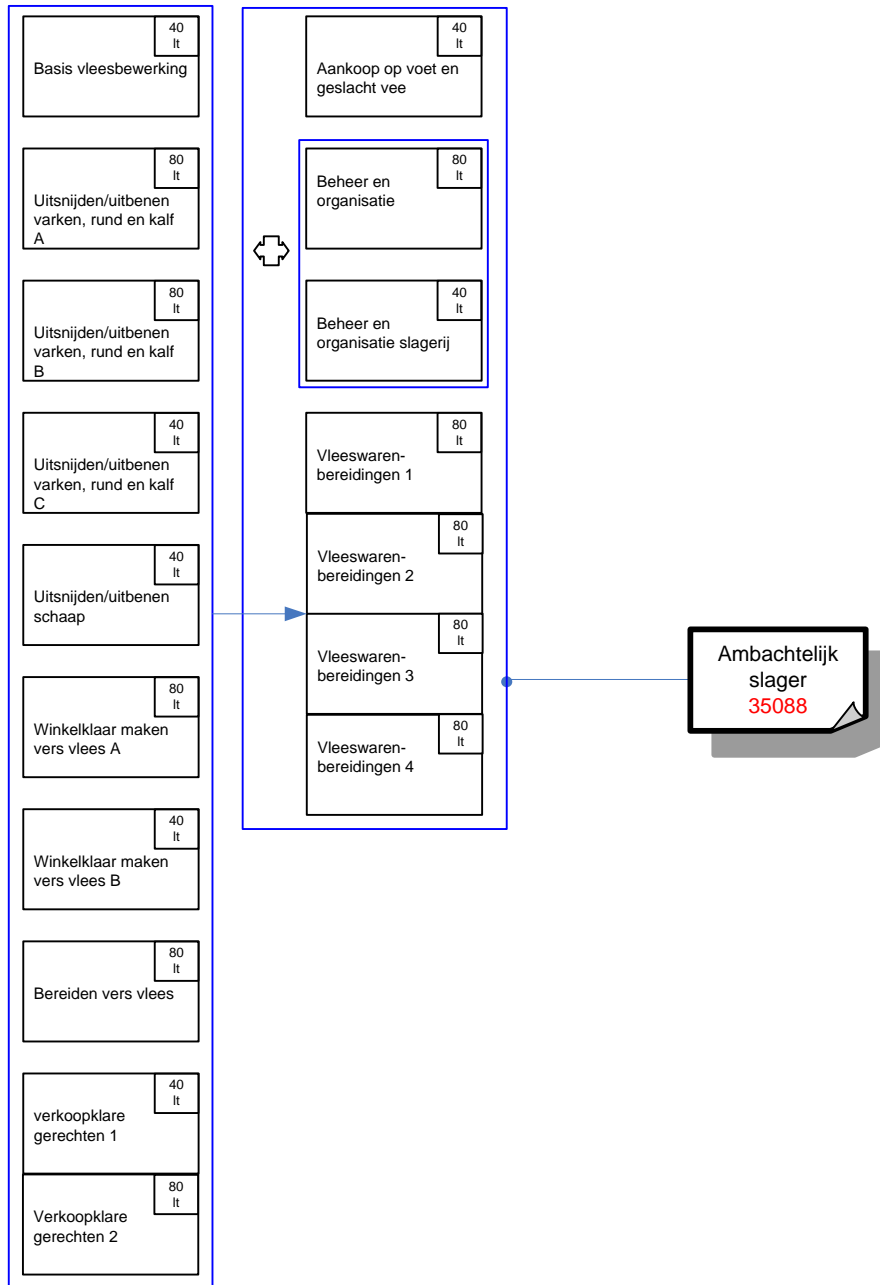 40
lt
Basis vleesbewerking
80
lt
Uitsnijden/uitbenen
varken, rund en kalf
A
80
lt
Uitsnijden/uitbenen
varken, rund en kalf
B
40
lt
Uitsnijden/uitbenen
varken, rund en kalf
C
40
lt
Uitsnijden/uitbenen
schaap
80
lt
Winkelklaar maken
vers vlees A
40
lt
Winkelklaar maken
vers vlees B
80
lt
Bereiden vers vlees
40
lt
verkoopklare
gerechten 1
80
lt
Verkoopklare
gerechten 2
40
lt
Aankoop op voet en
geslacht vee
80
lt
Beheer en
organisatie
40
lt
Beheer en
organisatie slagerij
80
lt
Vleeswaren-
bereidingen 1
80
lt
Vleeswaren-
bereidingen 2
80
lt
Vleeswaren-
bereidingen 3
80
lt
Vleeswaren-
bereidingen 4
Ambachtelijk
slager
35088